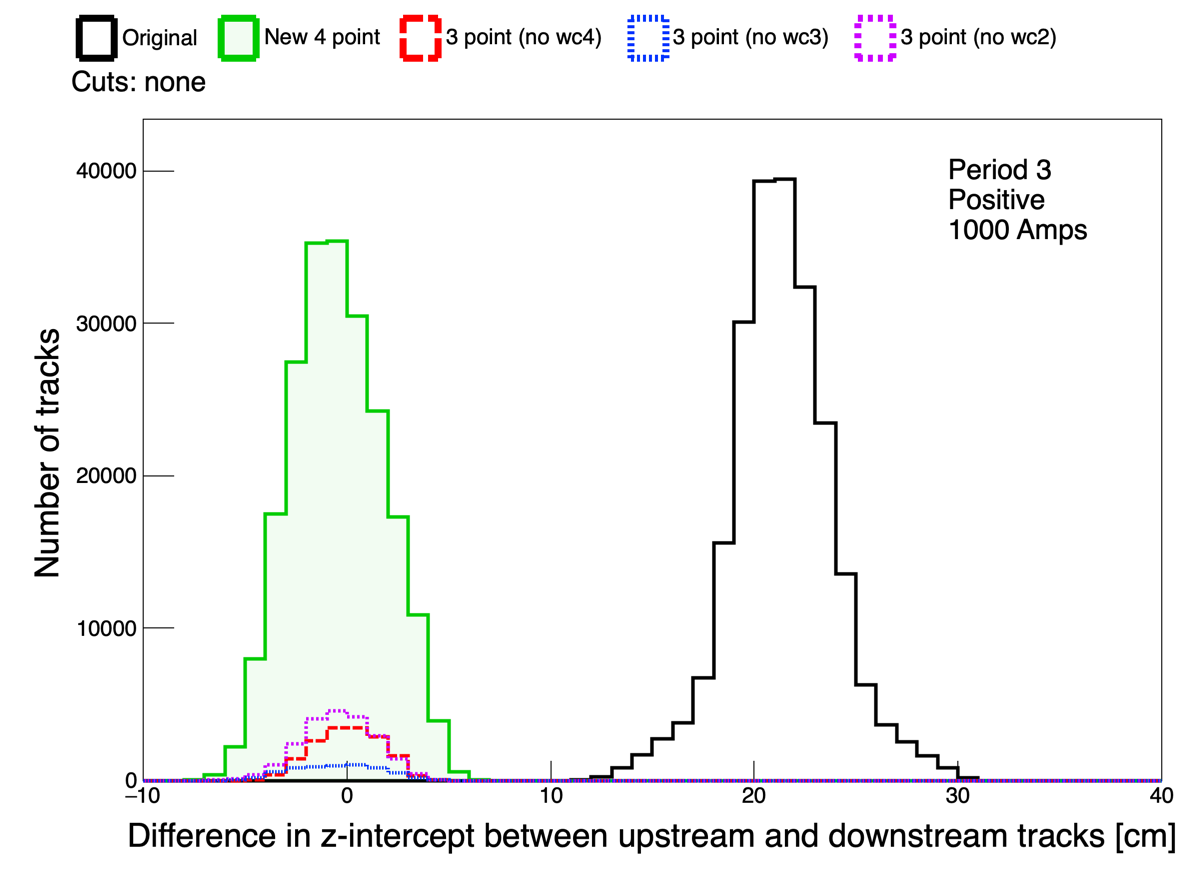 Original New 4 point 3 point (no wc4) 3 point (no wc3) 3 point (no wc2)
Cuts: none
Period 3
Positive
1000 Amps
Number of tracks
40000
30000
20000
10000
0
−10 0 10 20 30 40
Difference in z-intercept between upstream and downstream tracks [cm]